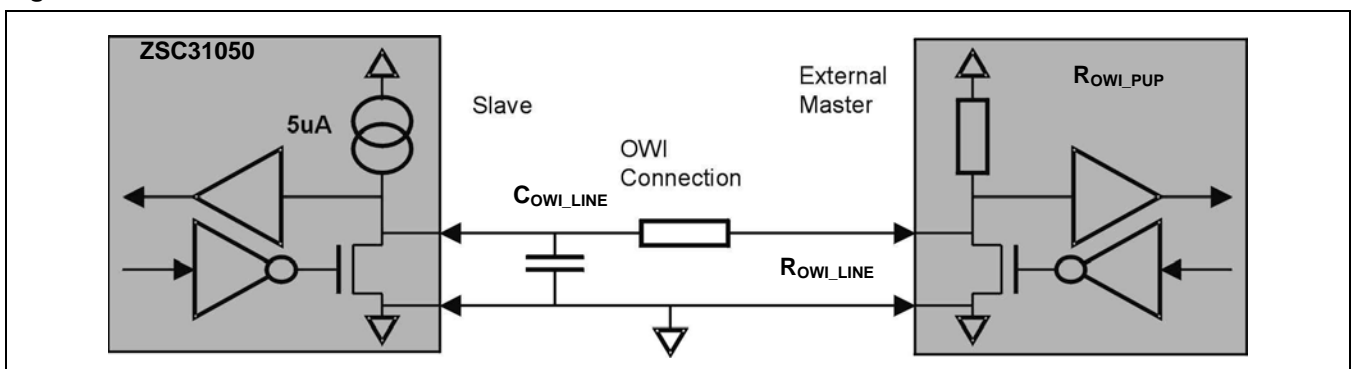 ZSC31050
5uA
Slave
External
Master
R_OWI_PUP
OWI
Connection
C_OWI_LINE
R_OWI_LINE